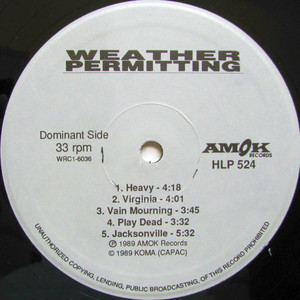 WEATHER
PERMITTING
Dominant Side
33 rpm
WRC1-6036
AMOK
RECORDS
HLP 524
1. Heavy - 4:18
2. Virginia - 4:01
3. Vain Mourning - 3:45
4. Play Dead - 3:32
5. Jacksonville - 5:32
℗ 1989 AMOK Records
© 1989 KOMA (CAPAC)
UNAUTHORIZED COPYING, LENDING, PUBLIC BROADCASTING, OF THIS RECORD PROHIBITED